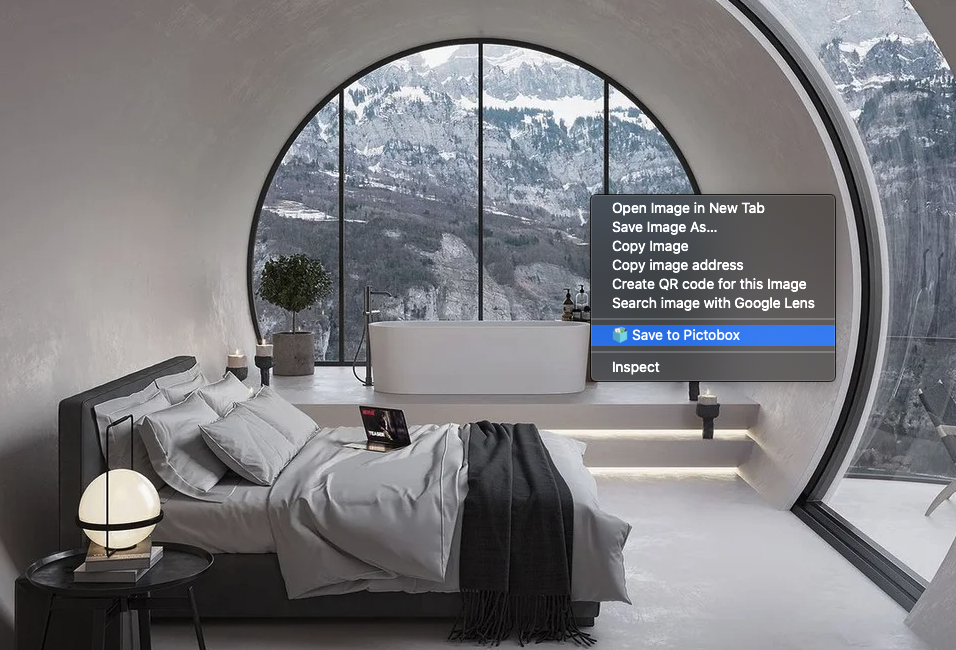 Open Image in New Tab
Save Image As...
Copy Image
Copy image address
Create QR code for this Image
Search image with Google Lens
Save to Pictobox
Inspect
TEASER